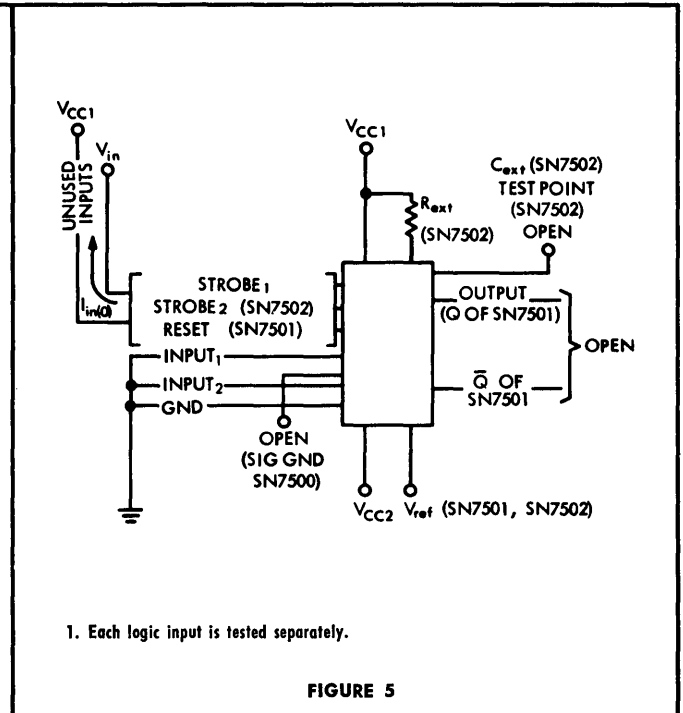 VCC1
Vin
UNUSED
INPUTS
Iin(0)
VCC1
Rext
(SN7502)
Cext (SN7502)
TEST POINT
(SN7502)
OPEN
STROBE1
STROBE2 (SN7502)
RESET (SN7501)
INPUT1
INPUT2
GND
OPEN
(SIG GND
SN7500)
OUTPUT
(Q OF SN7501)
OPEN
Q̅ OF
SN7501
VCC2
Vref (SN7501, SN7502)
1. Each logic input is tested separately.
FIGURE 5